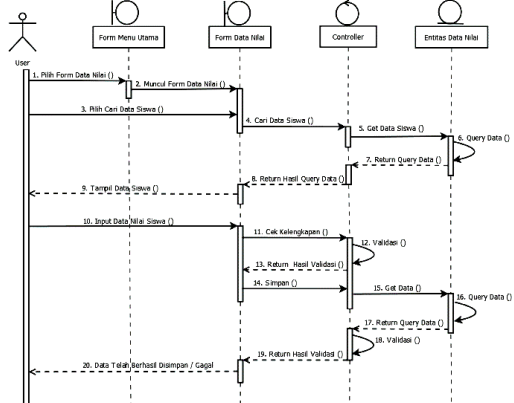 Form Menu Utama
Form Data Nilai
Controller
Entitas Data Nilai
User
1. Pilih Form Data Nilai ()
2. Muncul Form Data Nilai ()
3. Pilih Cari Data Siswa ()
4. Cari Data Siswa ()
5. Get Data Siswa ()
6. Query Data ()
7. Return Query Data ()
8. Return Hasil Query Data ()
9. Tampil Data Siswa ()
10. Input Data Nilai Siswa ()
11. Cek Kelengkapan ()
12. Validasi ()
13. Return Hasil Validasi ()
14. Simpan ()
15. Get Data ()
16. Query Data ()
17. Return Query Data ()
18. Validasi ()
19. Return Hasil Validasi ()
20. Data Telah Berhasil Disimpan / Gagal